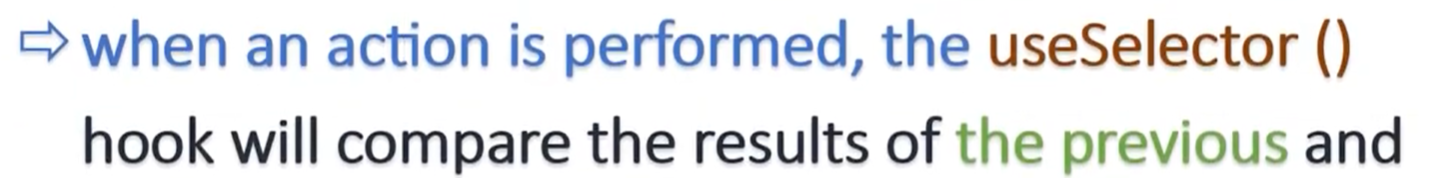 ⇨ when an action is performed, the useSelector ()
hook will compare the results of the previous and